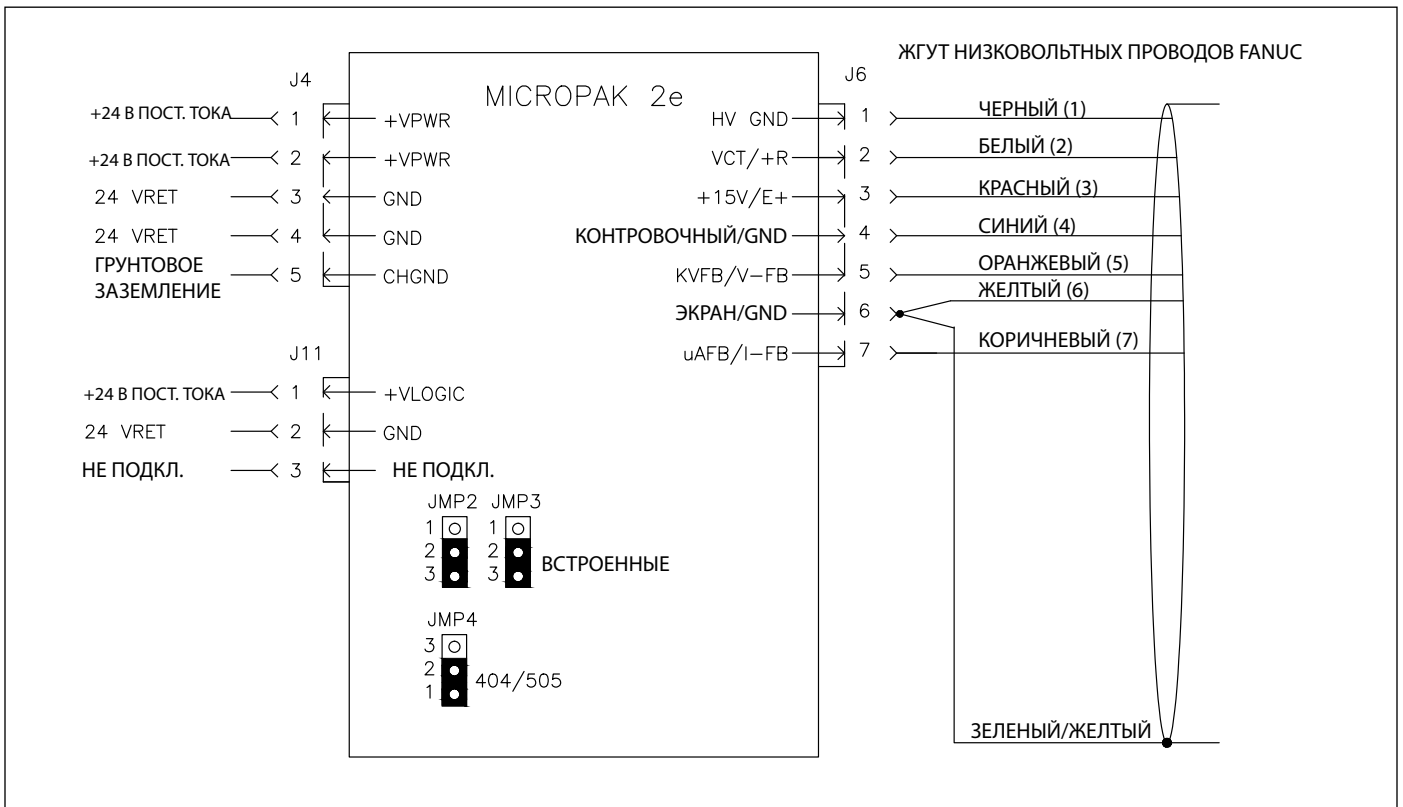 ЖГУТ НИЗКОВОЛЬТНЫХ ПРОВОДОВ FANUC
MICROPAK 2e
J4
+24 В ПОСТ. ТОКА 1 +VPWR
+24 В ПОСТ. ТОКА 2 +VPWR
24 VRET 3 GND
24 VRET 4 GND
ГРУНТОВОЕ
ЗАЗЕМЛЕНИЕ
5 CHGND
J11
+24 В ПОСТ. ТОКА 1 +VLOGIC
24 VRET 2 GND
НЕ ПОДКЛ. 3 НЕ ПОДКЛ.
JMP2 JMP3
1 1
2 2
3 3
ВСТРОЕННЫЕ
JMP4
3
2
1
404/505
J6
HV GND 1 ЧЕРНЫЙ (1)
VCT/+R 2 БЕЛЫЙ (2)
+15V/E+ 3 КРАСНЫЙ (3)
КОНТРОВОЧНЫЙ/GND 4 СИНИЙ (4)
KVFB/V-FB 5 ОРАНЖЕВЫЙ (5)
ЭКРАН/GND 6 ЖЕЛТЫЙ (6)
uAFB/I-FB 7 КОРИЧНЕВЫЙ (7)
ЗЕЛЕНЫЙ/ЖЕЛТЫЙ